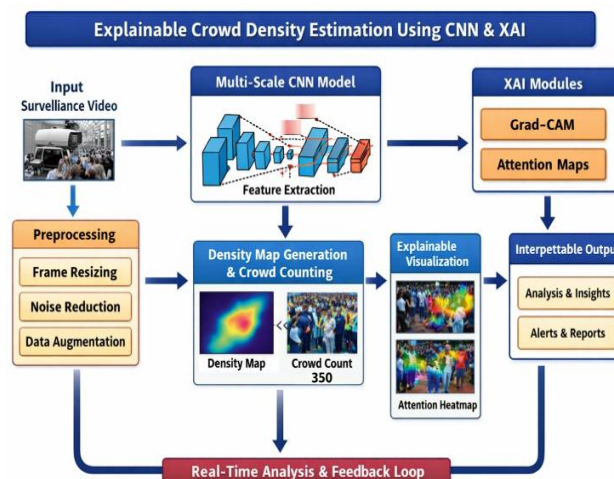 Explainable Crowd Density Estimation Using CNN & XAI
Input
Survelliance Video
Multi-Scale CNN Model
Feature Extraction
XAI Modules
Grad-CAM
Attention Maps
Preprocessing
Frame Resizing
Noise Reduction
Data Augmentation
Density Map Generation
& Crowd Counting
Density Map
Crowd Count
350
Explainable
Visualization
Attention Heatmap
Interpettable Output
Analysis & Insights
Alerts & Reports
Real-Time Analysis & Feedback Loop